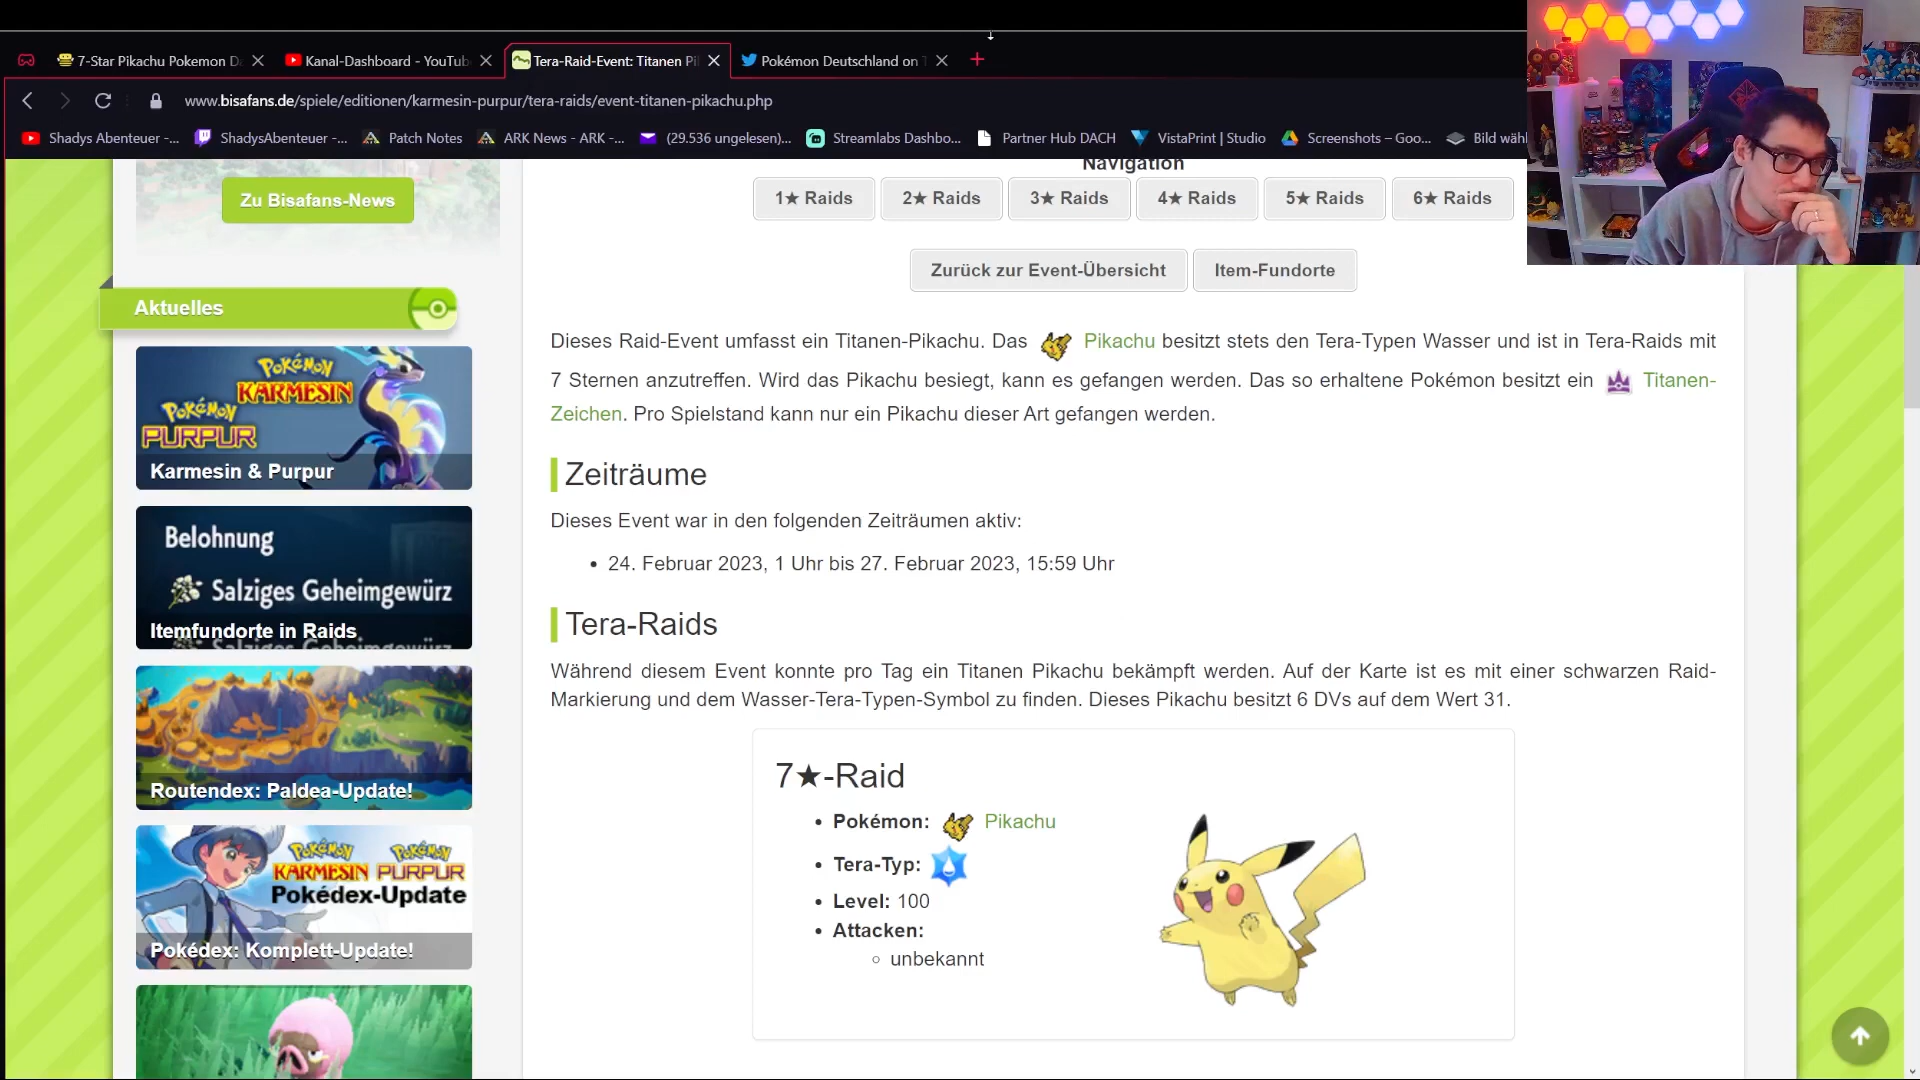 7-Star Pikachu Pokemon D
Kanal-Dashboard - YouTub
Tera-Raid-Event: Titanen Pi
Pokémon Deutschland on T
www.bisafans.de/spiele/editionen/karmesin-purpur/tera-raids/event-titanen-pikachu.php
Shadys Abenteuer -...
ShadysAbenteuer -...
Patch Notes
ARK News - ARK -...
(29.536 ungelesen)...
Streamlabs Dashbo...
Partner Hub DACH
VistaPrint | Studio
Screenshots – Goo...
Bild wähl
Navigation
1★ Raids
2★ Raids
3★ Raids
4★ Raids
5★ Raids
6★ Raids
Zurück zur Event-Übersicht
Item-Fundorte
Zu Bisafans-News
Aktuelles
Pokémon
KARMESIN
Pokémon
PURPUR
Karmesin & Purpur
Belohnung
Salziges Geheimgewürz
Itemfundorte in Raids
Salziges Geheimgewürz
Routendex: Paldea-Update!
Pokémon Pokémon
KARMESIN PURPUR
Pokédex-Update
Pokédex: Komplett-Update!
Dieses Raid-Event umfasst ein Titanen-Pikachu. Das Pikachu besitzt stets den Tera-Typen Wasser und ist in Tera-Raids mit
7 Sternen anzutreffen. Wird das Pikachu besiegt, kann es gefangen werden. Das so erhaltene Pokémon besitzt ein Titanen-
Zeichen. Pro Spielstand kann nur ein Pikachu dieser Art gefangen werden.
Zeiträume
Dieses Event war in den folgenden Zeiträumen aktiv:
• 24. Februar 2023, 1 Uhr bis 27. Februar 2023, 15:59 Uhr
Tera-Raids
Während diesem Event konnte pro Tag ein Titanen Pikachu bekämpft werden. Auf der Karte ist es mit einer schwarzen Raid-
Markierung und dem Wasser-Tera-Typen-Symbol zu finden. Dieses Pikachu besitzt 6 DVs auf dem Wert 31.
7★-Raid
• Pokémon: Pikachu
• Tera-Typ:
• Level: 100
• Attacken:
○ unbekannt